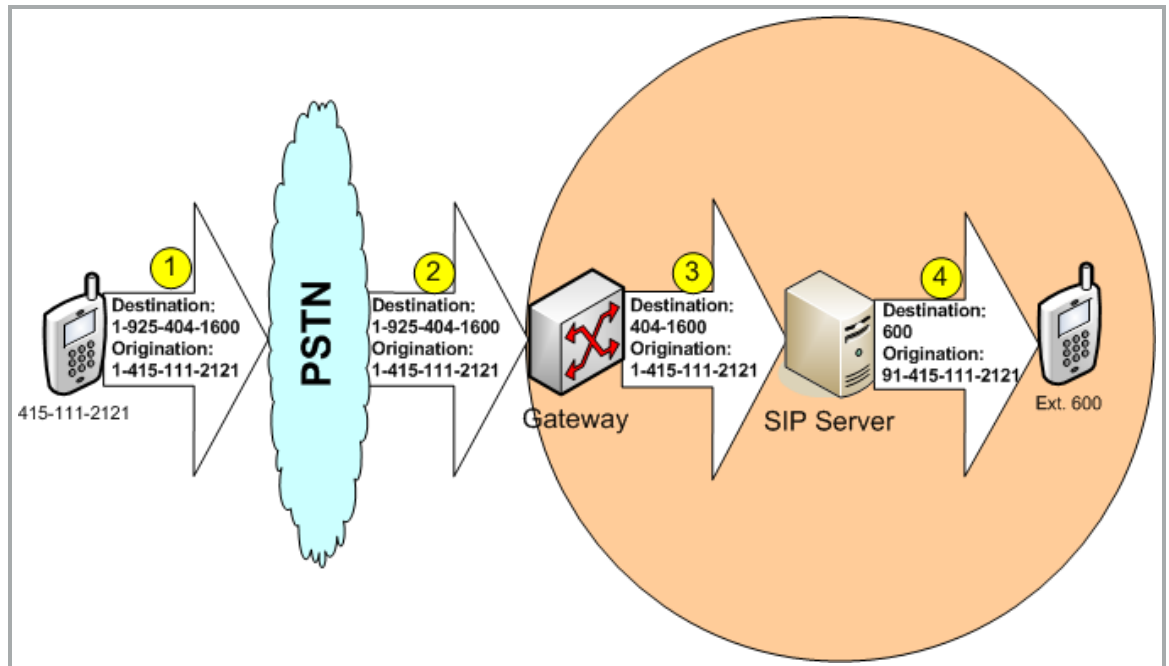 1
Destination:
1-925-404-1600
Origination:
1-415-111-2121
415-111-2121
PSTN
2
Destination:
1-925-404-1600
Origination:
1-415-111-2121
Gateway
3
Destination:
404-1600
Origination:
1-415-111-2121
SIP Server
4
Destination:
600
Origination:
91-415-111-2121
Ext. 600